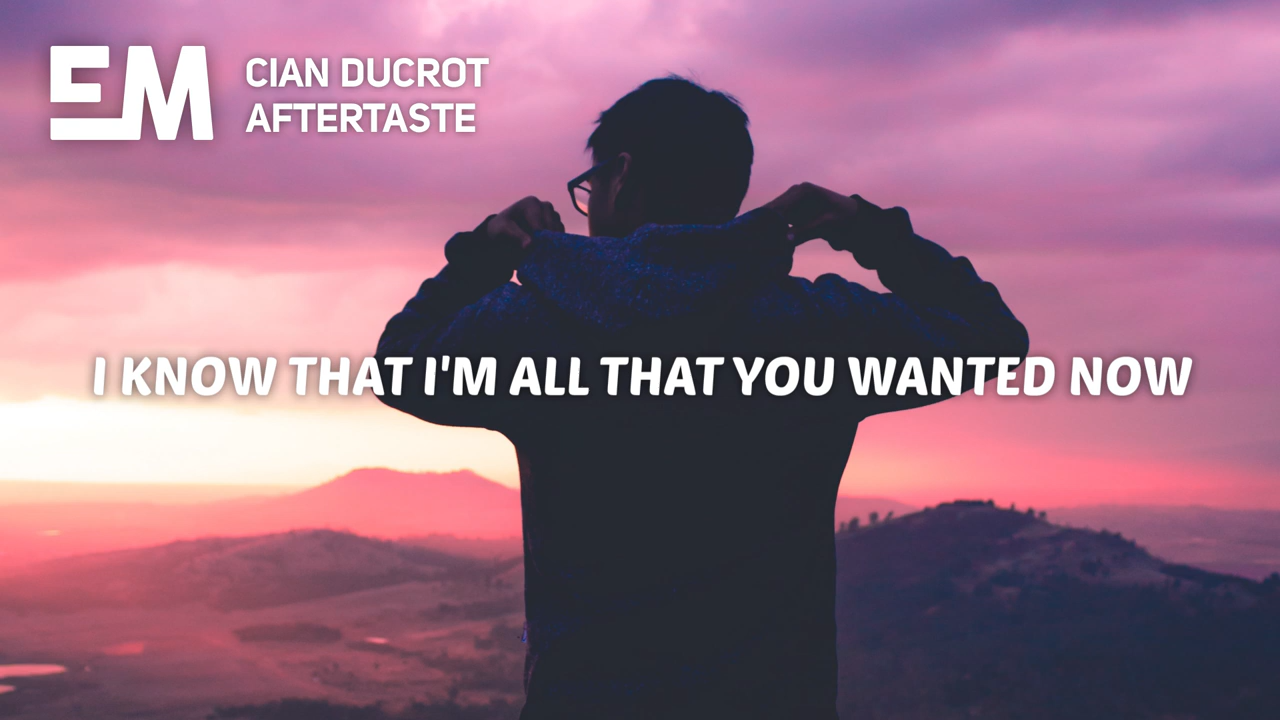 EM
CIAN DUCROT
AFTERTASTE
I KNOW THAT I'M ALL THAT YOU WANTED NOW